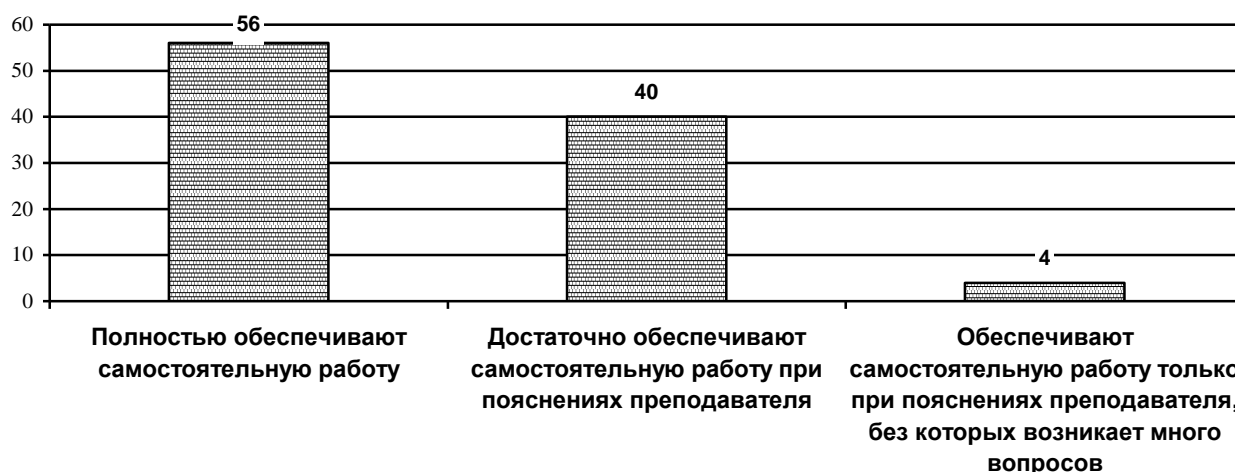 60
56
50
40
40
30
20
10
4
0
Полностью обеспечивают
самостоятельную работу
Достаточно обеспечивают
самостоятельную работу при
пояснениях преподавателя
Обеспечивают
самостоятельную работу только
при пояснениях преподавателя,
без которых возникает много
вопросов